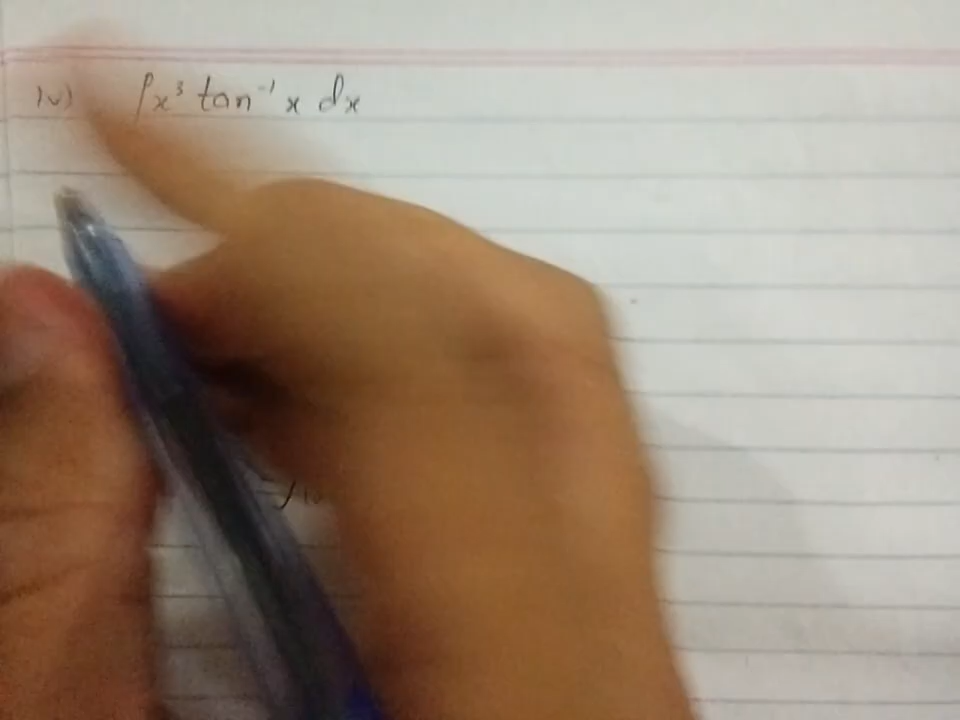 iv) ∫x³ tan⁻¹ x dx